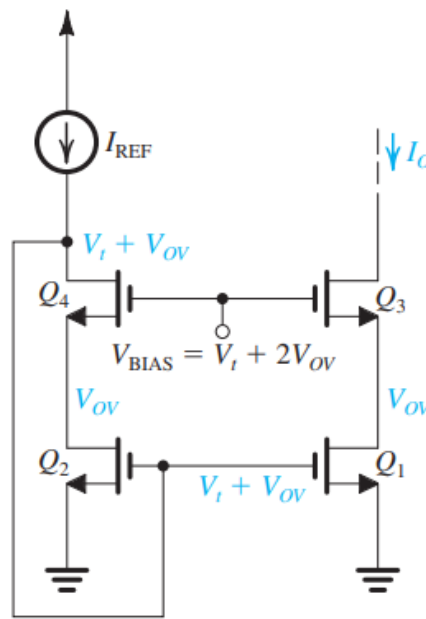 I_REF
I_O
V_t + V_OV
Q_4
Q_3
V_BIAS = V_t + 2V_OV
V_OV
V_OV
Q_2
Q_1
V_t + V_OV